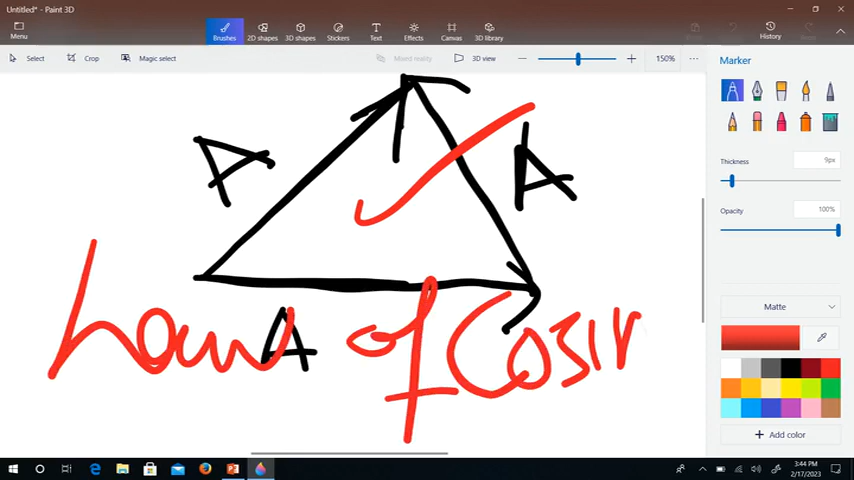 Untitled* - Paint 3D
Menu
Brushes
2D shapes
3D shapes
Stickers
Text
Effects
Canvas
3D library
History
Select
Crop
Magic select
Mixed reality
3D view
150%
Marker
Thickness
9px
Opacity
100%
Matte
Add color
A
A
A
Law of Cosin
3:44 PM
2/17/2023